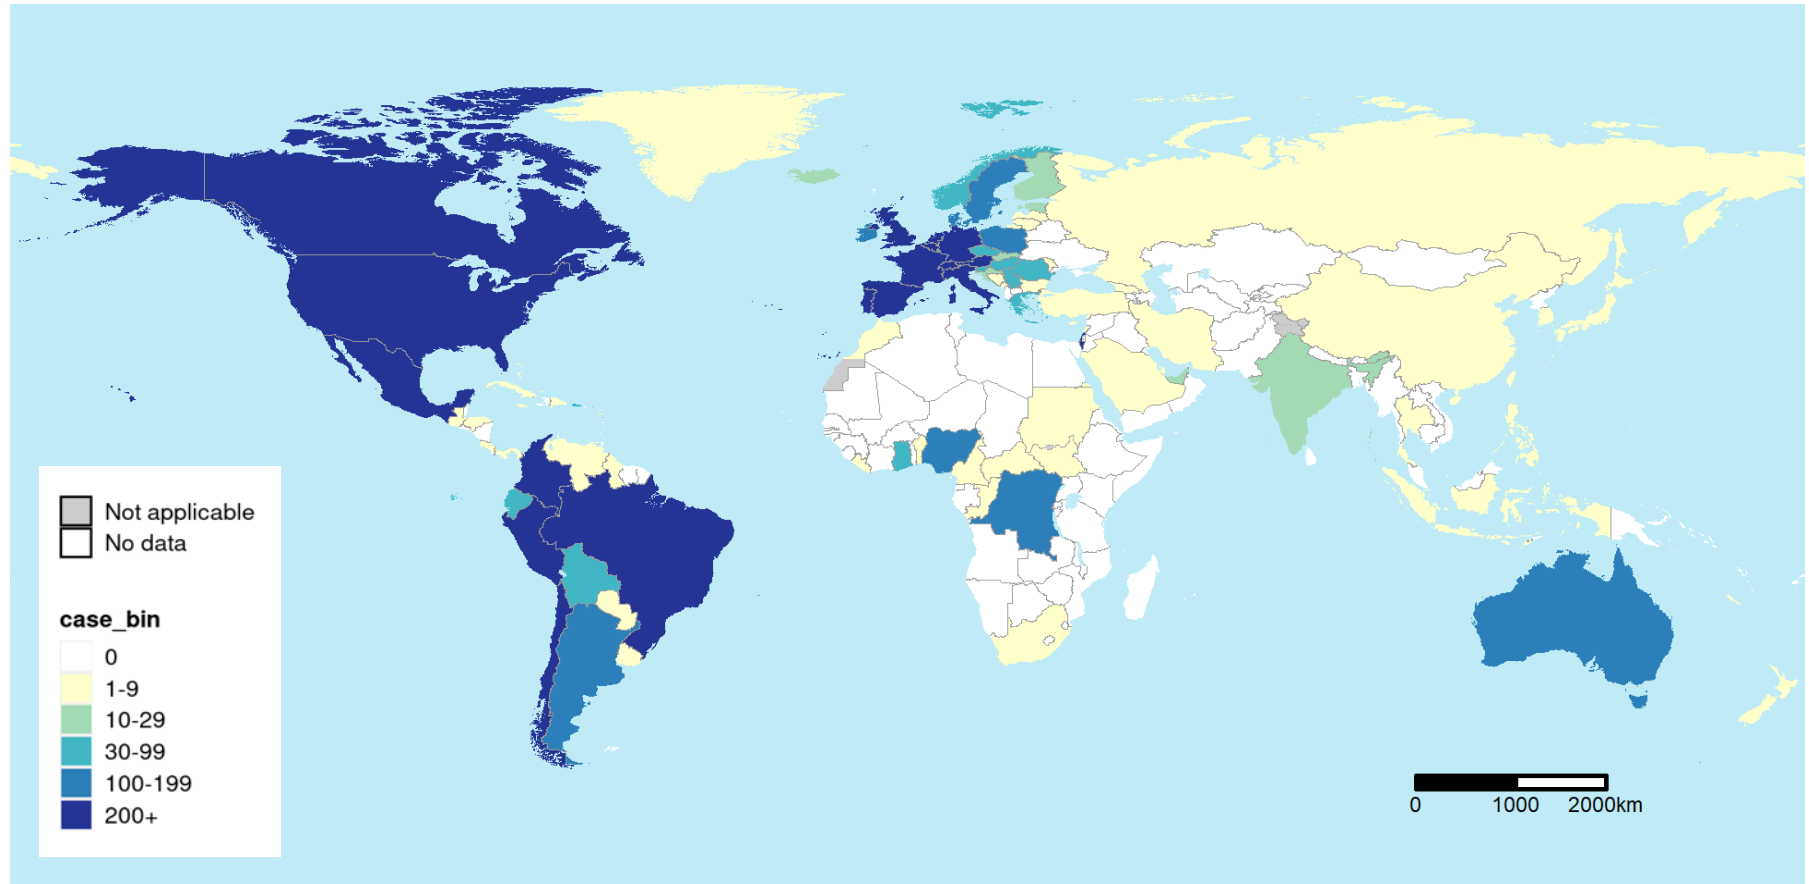 Not applicable
No data
case_bin
0
1-9
10-29
30-99
100-199
200+
0 1000 2000km